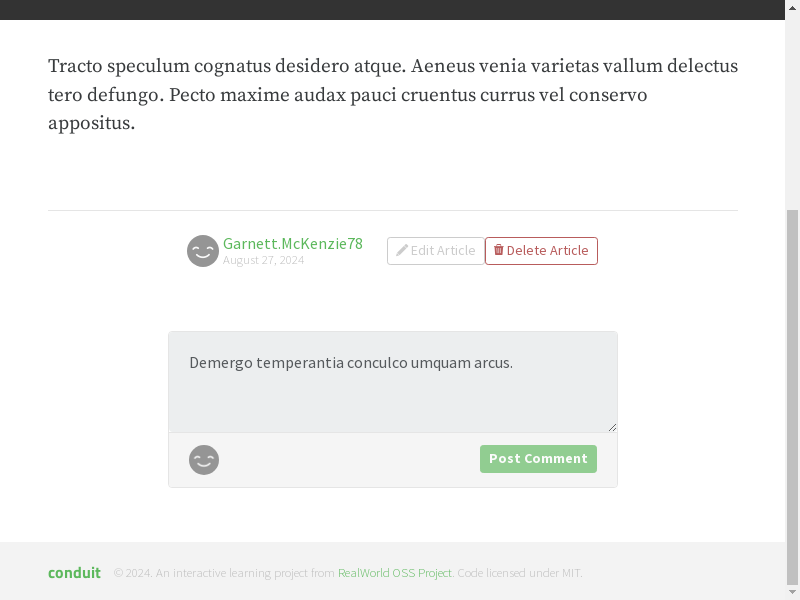 Tracto speculum cognatus desidero atque. Aeneus venia varietas vallum delectus
tero defungo. Pecto maxime audax pauci cruentus currus vel conservo
appositus.
Garnett.McKenzie78
August 27, 2024
Edit Article
Delete Article
Demergo temperantia conculco umquam arcus.
Post Comment
conduit © 2024. An interactive learning project from RealWorld OSS Project. Code licensed under MIT.